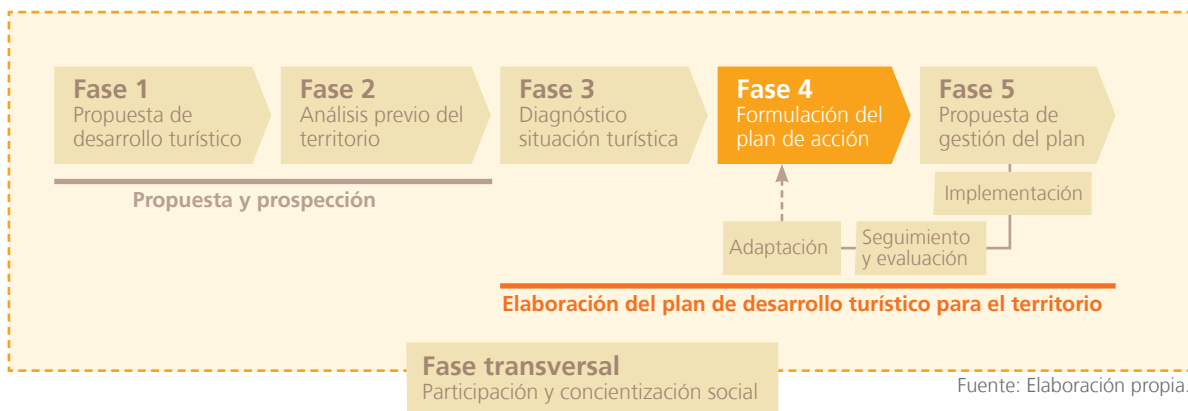 Fase 1
Propuesta de
desarrollo turístico
Fase 2
Análisis previo del
territorio
Fase 3
Diagnóstico
situación turística
Fase 4
Formulación del
plan de acción
Fase 5
Propuesta de
gestión del plan
Propuesta y prospección
Implementación
Adaptación
Seguimiento
y evaluación
Elaboración del plan de desarrollo turístico para el territorio
Fase transversal
Participación y concientización social
Fuente: Elaboración propia.